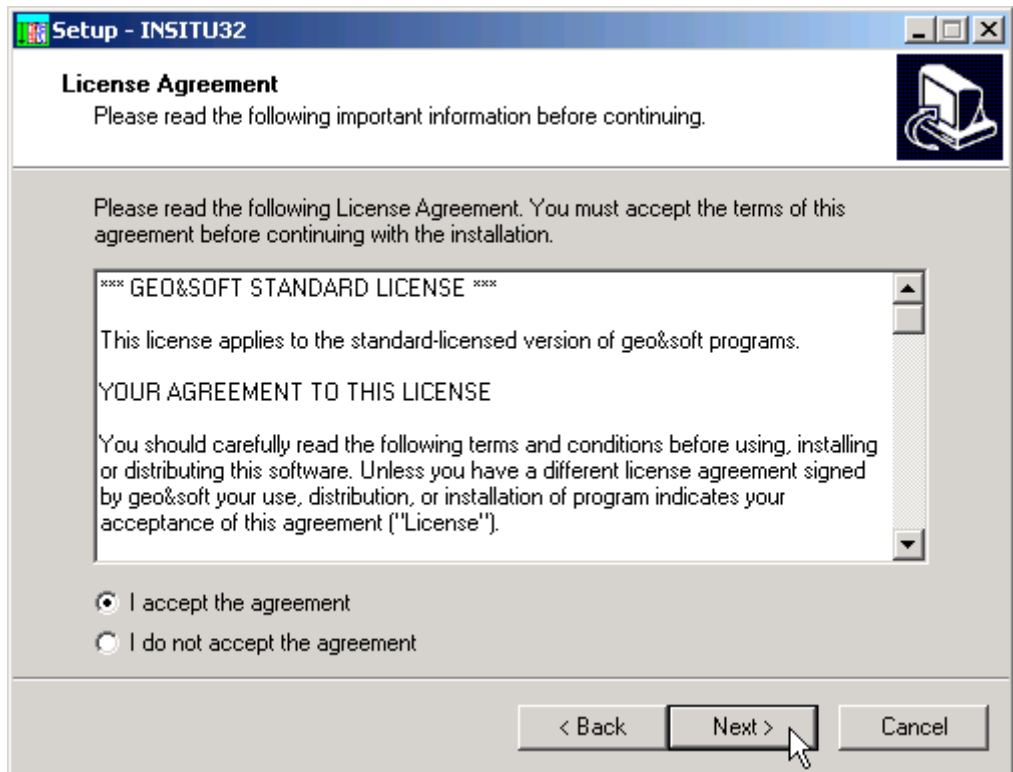 Setup - INSITU32
License Agreement
Please read the following important information before continuing.
Please read the following License Agreement. You must accept the terms of this
agreement before continuing with the installation.
*** GEO&SOFT STANDARD LICENSE ***
This license applies to the standard-licensed version of geo&soft programs.
YOUR AGREEMENT TO THIS LICENSE
You should carefully read the following terms and conditions before using, installing
or distributing this software. Unless you have a different license agreement signed
by geo&soft your use, distribution, or installation of program indicates your
acceptance of this agreement ("License").
I accept the agreement
I do not accept the agreement
< Back Next > Cancel